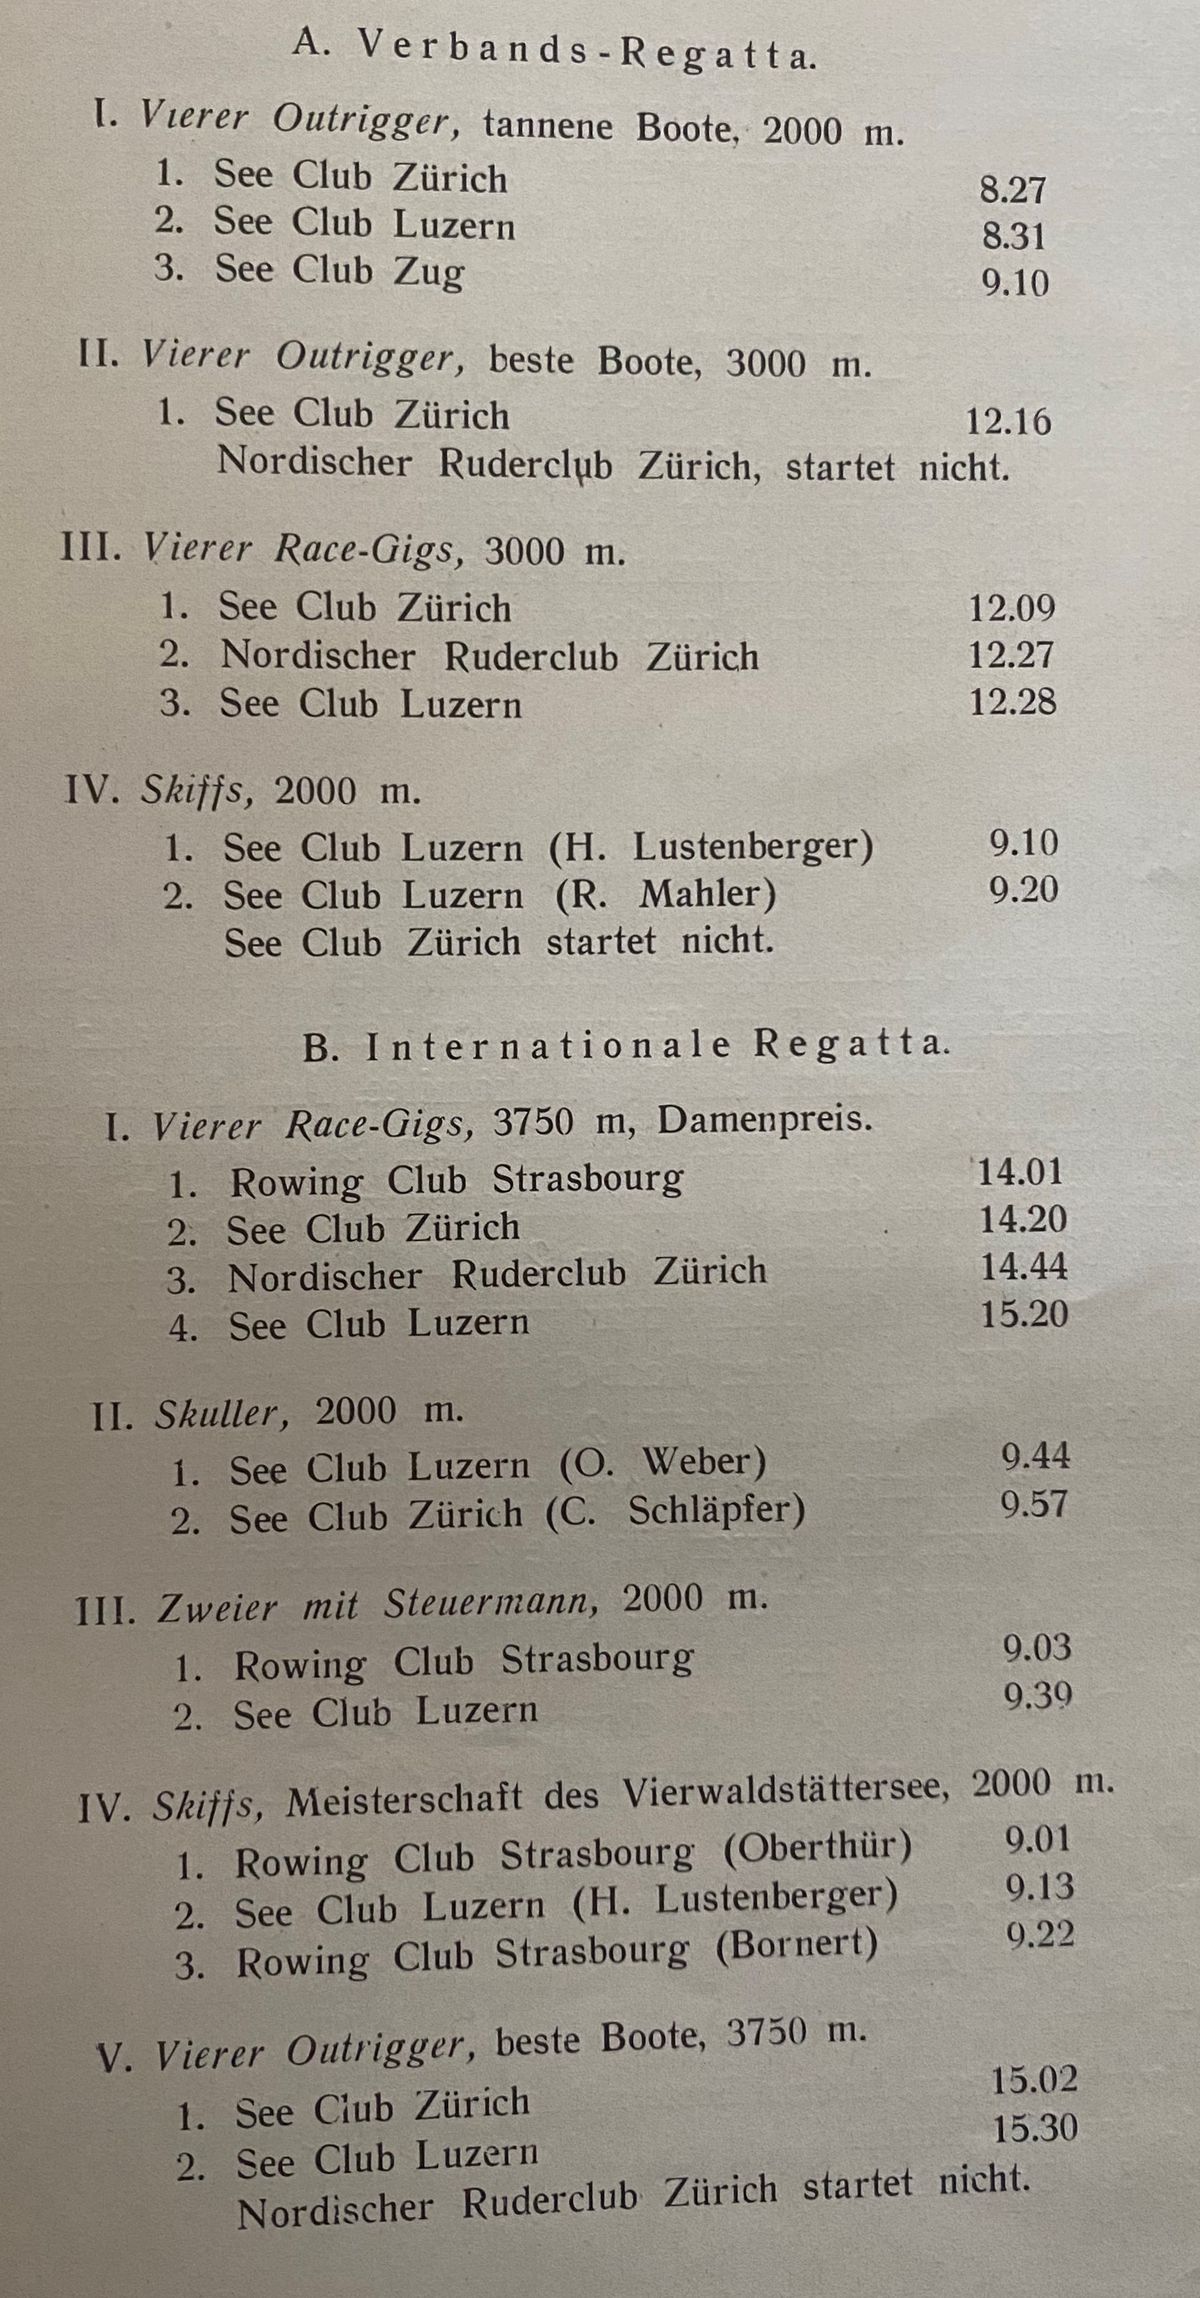 A. Verbands-Regatta.
I. Vierer Outrigger, tannene Boote, 2000 m.
1. See Club Zürich 8.27
2. See Club Luzern 8.31
3. See Club Zug 9.10
II. Vierer Outrigger, beste Boote, 3000 m.
1. See Club Zürich 12.16
Nordischer Ruderclub Zürich, startet nicht.
III. Vierer Race-Gigs, 3000 m.
1. See Club Zürich 12.09
2. Nordischer Ruderclub Zürich 12.27
3. See Club Luzern 12.28
IV. Skiffs, 2000 m.
1. See Club Luzern (H. Lustenberger) 9.10
2. See Club Luzern (R. Mahler) 9.20
See Club Zürich startet nicht.
B. Internationale Regatta.
I. Vierer Race-Gigs, 3750 m, Damenpreis.
1. Rowing Club Strasbourg 14.01
2. See Club Zürich 14.20
3. Nordischer Ruderclub Zürich 14.44
4. See Club Luzern 15.20
II. Skuller, 2000 m.
1. See Club Luzern (O. Weber) 9.44
2. See Club Zürich (C. Schläpfer) 9.57
III. Zweier mit Steuermann, 2000 m.
1. Rowing Club Strasbourg 9.03
2. See Club Luzern 9.39
IV. Skiffs, Meisterschaft des Vierwaldstättersee, 2000 m.
1. Rowing Club Strasbourg (Oberthür) 9.01
2. See Club Luzern (H. Lustenberger) 9.13
3. Rowing Club Strasbourg (Bornert) 9.22
V. Vierer Outrigger, beste Boote, 3750 m.
1. See Club Zürich 15.02
2. See Club Luzern 15.30
Nordischer Ruderclub Zürich startet nicht.